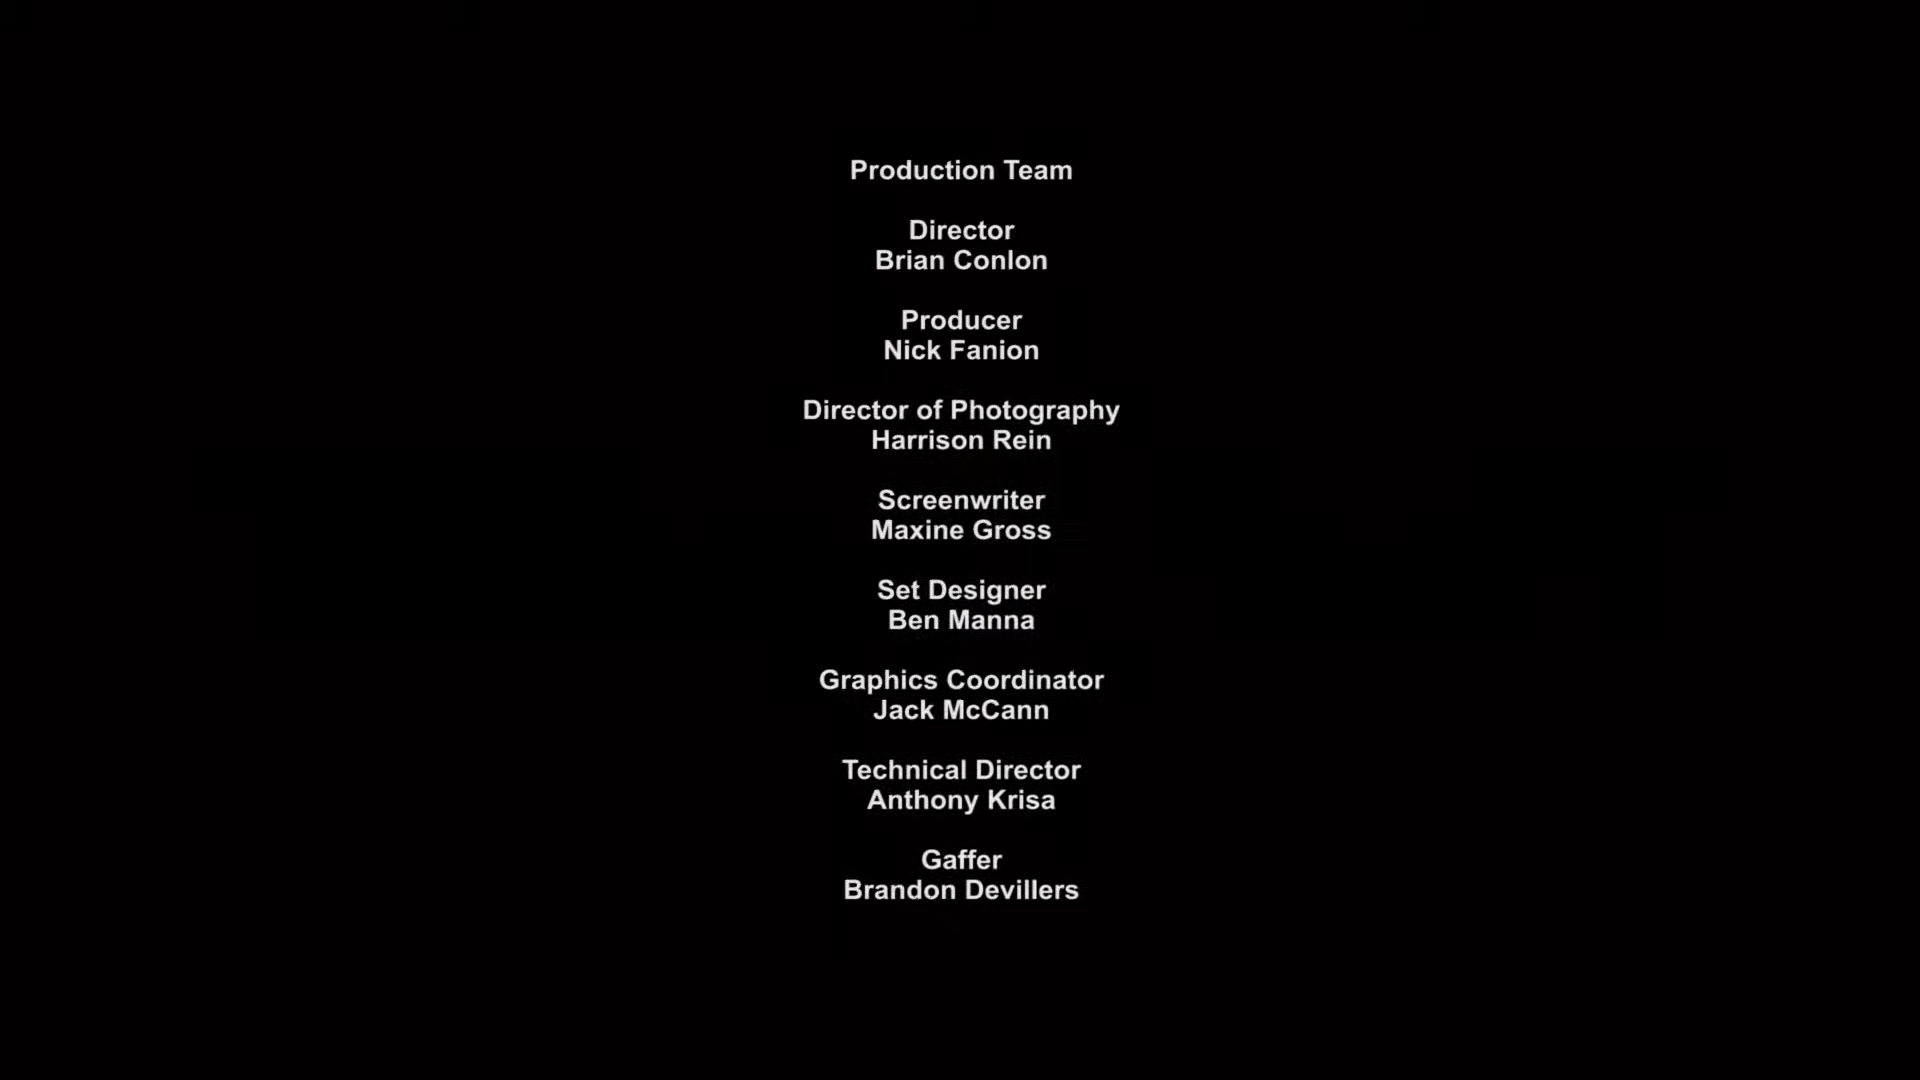 Production Team
Director
Brian Conlon
Producer
Nick Fanion
Director of Photography
Harrison Rein
Screenwriter
Maxine Gross
Set Designer
Ben Manna
Graphics Coordinator
Jack McCann
Technical Director
Anthony Krisa
Gaffer
Brandon Devillers